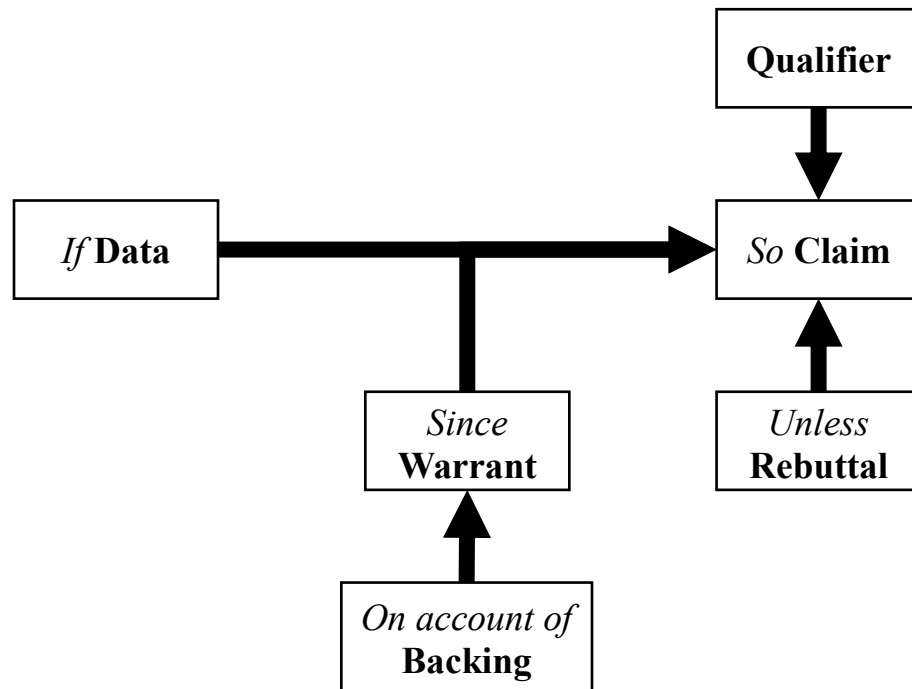 Qualifier
If Data
So Claim
Since
Warrant
Unless
Rebuttal
On account of
Backing